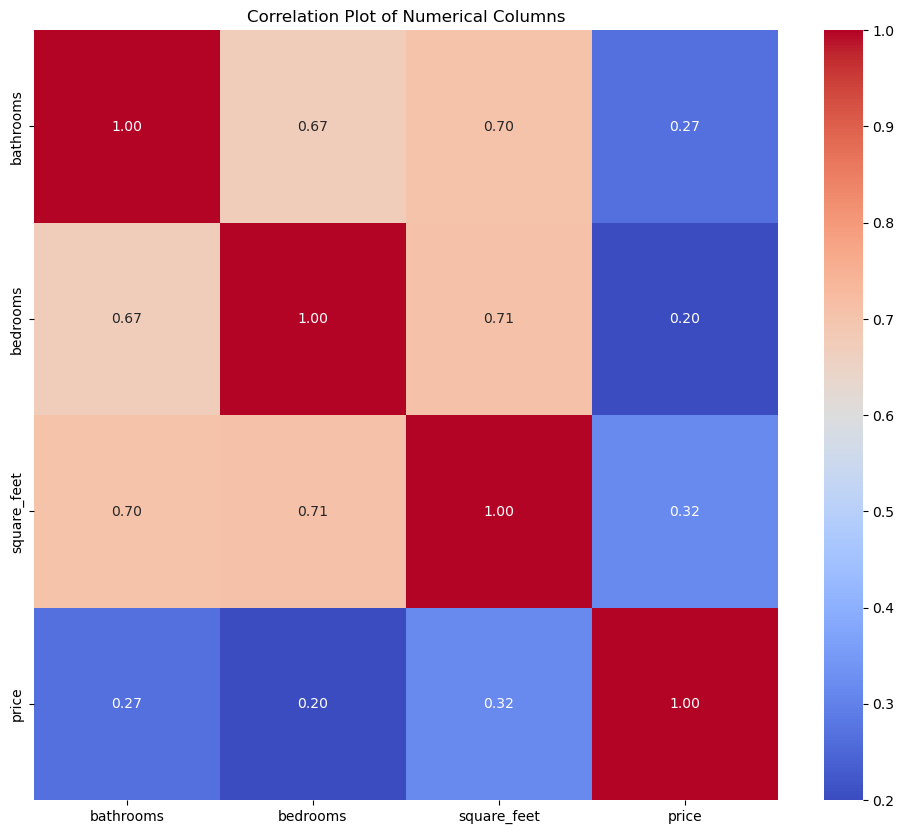 Correlation Plot of Numerical Columns
bathrooms
1.00 0.67 0.70 0.27
bedrooms
0.67 1.00 0.71 0.20
square_feet
0.70 0.71 1.00 0.32
price
0.27 0.20 0.32 1.00
bathrooms bedrooms square_feet price
1.0
0.9
0.8
0.7
0.6
0.5
0.4
0.3
0.2